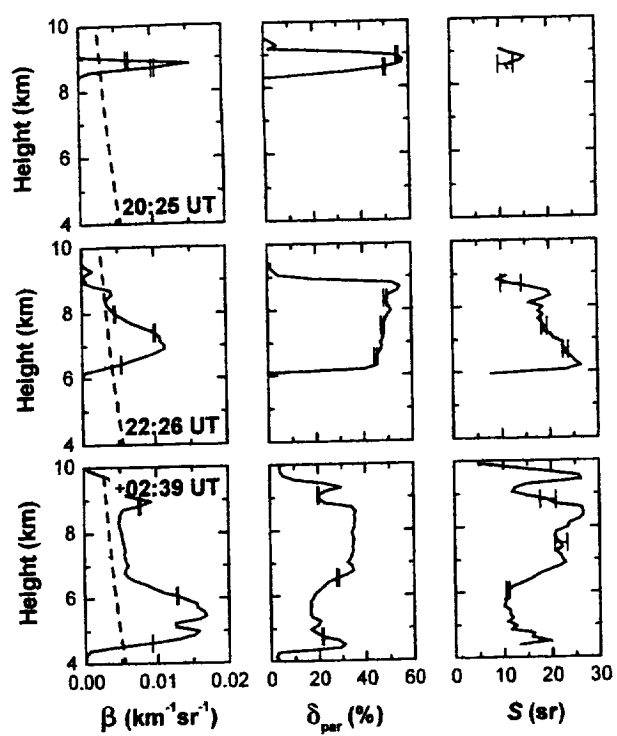 10
8
6
4
Height (km)
20:25 UT
10
8
6
4
Height (km)
22:26 UT
10
8
6
4
Height (km)
+02:39 UT
0.00 0.01 0.02
0 20 40 60
0 10 20 30
β (km⁻¹sr⁻¹)
δpar (%)
S (sr)